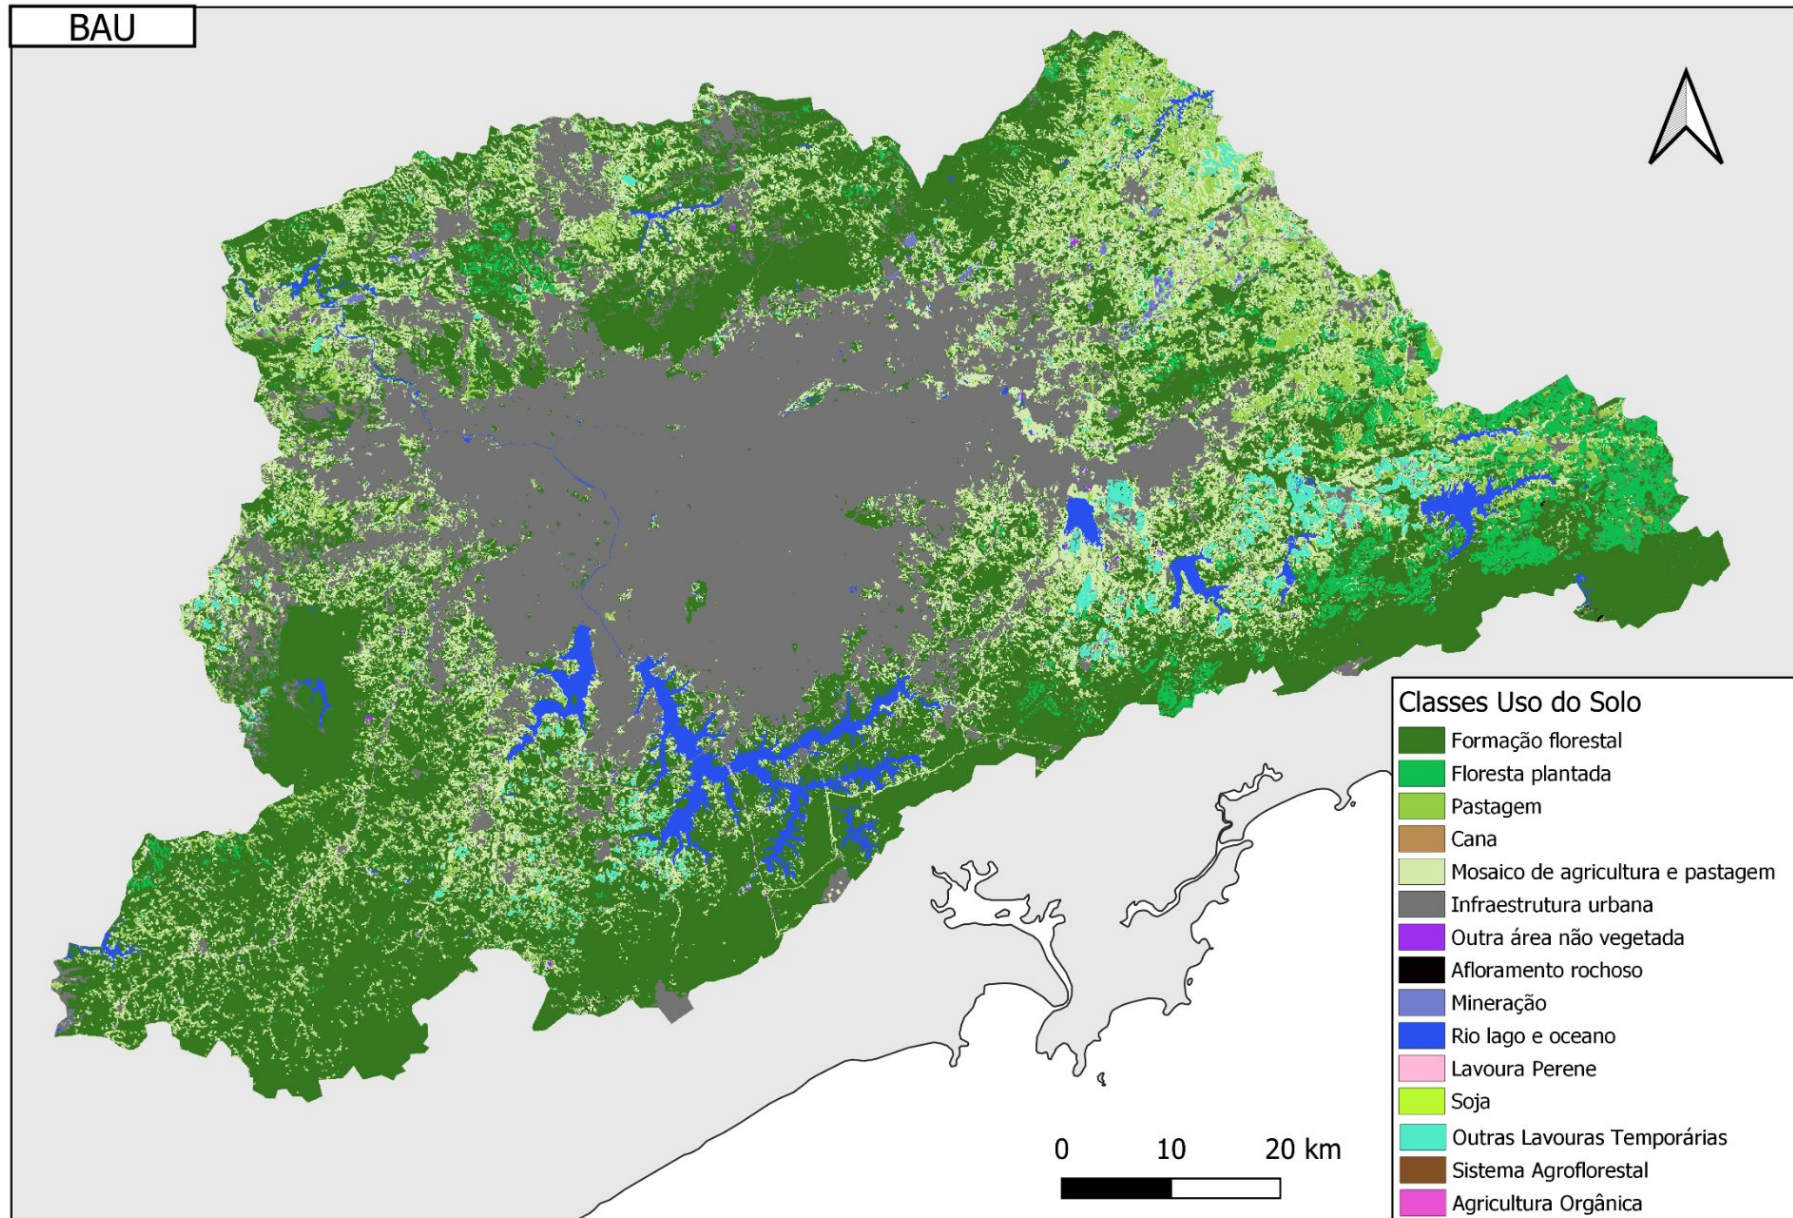 BAU
Classes Uso do Solo
Formação florestal
Floresta plantada
Pastagem
Cana
Mosaico de agricultura e pastagem
Infraestrutura urbana
Outra área não vegetada
Afloramento rochoso
Mineração
Rio lago e oceano
Lavoura Perene
Soja
Outras Lavouras Temporárias
Sistema Agroflorestal
Agricultura Orgânica
0 10 20 km